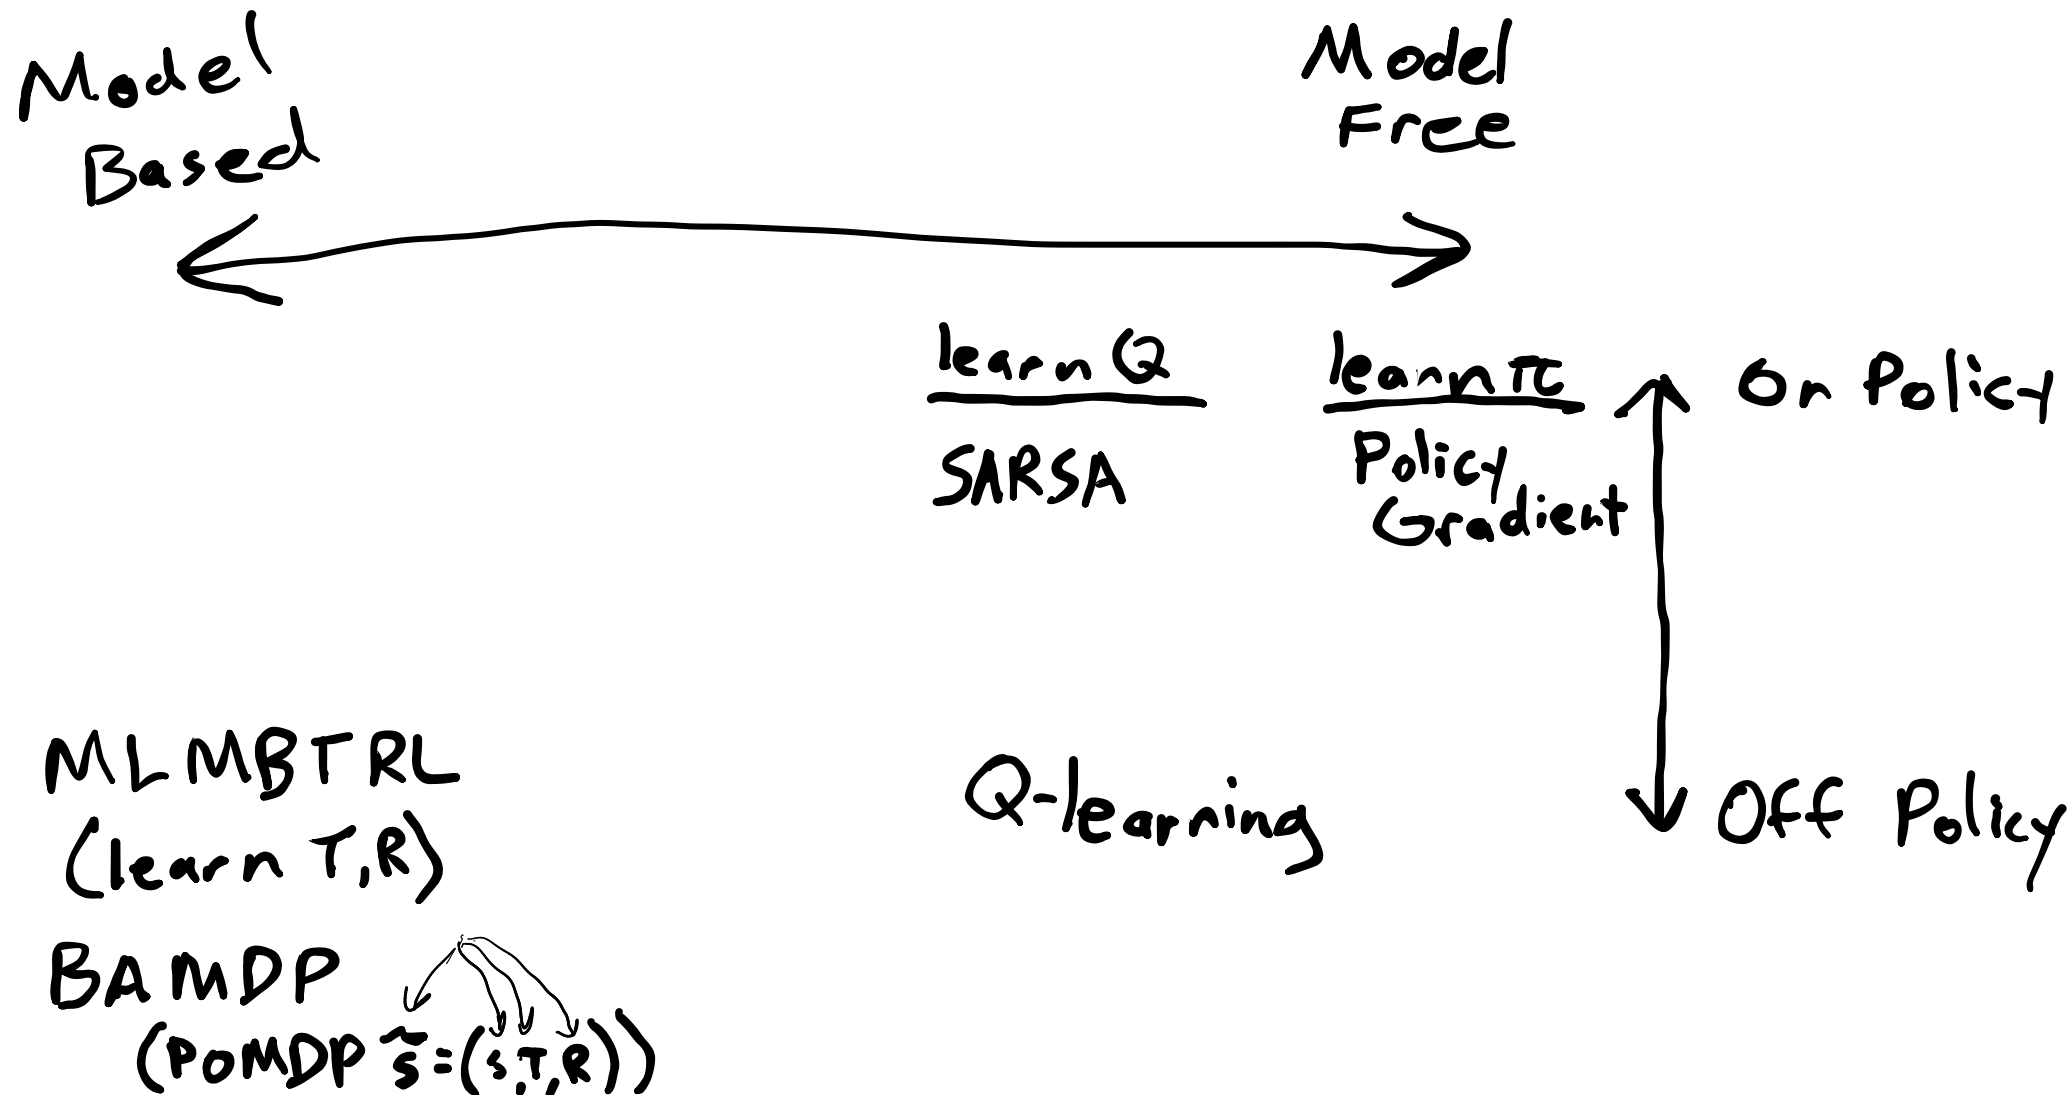 Model
Based
Model
Free
learn Q
learn π
On Policy
SARSA
Policy
Gradient
MLMBTRL
(learn T,R)
Q-learning
Off Policy
BAMDP
(POMDP s̃=(s,T,R))